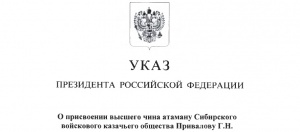 УКАЗ
ПРЕЗИДЕНТА РОССИЙСКОЙ ФЕДЕРАЦИИ
О присвоении высшего чина атаману Сибирского
войскового казачьего общества Привалову Г.Н.